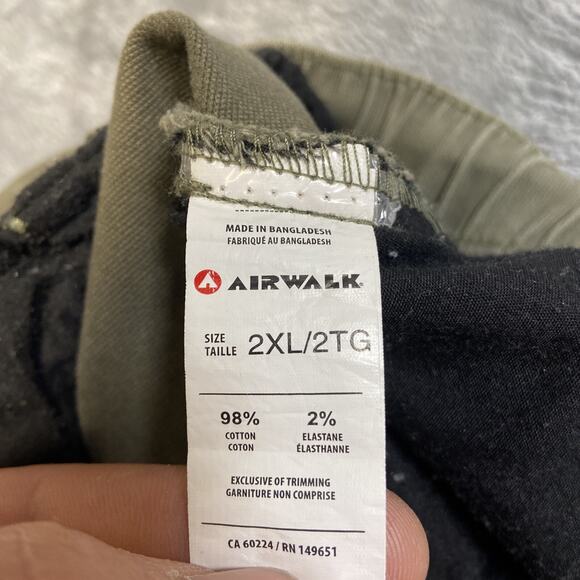 MADE IN BANGLADESH
FABRIQUÉ AU BANGLADESH
AIRWALK
SIZE
TAILLE 2XL/2TG
98% 2%
COTTON ELASTANE
COTON ÉLASTHANNE
EXCLUSIVE OF TRIMMING
GARNITURE NON COMPRISE
CA 60224 / RN 149651